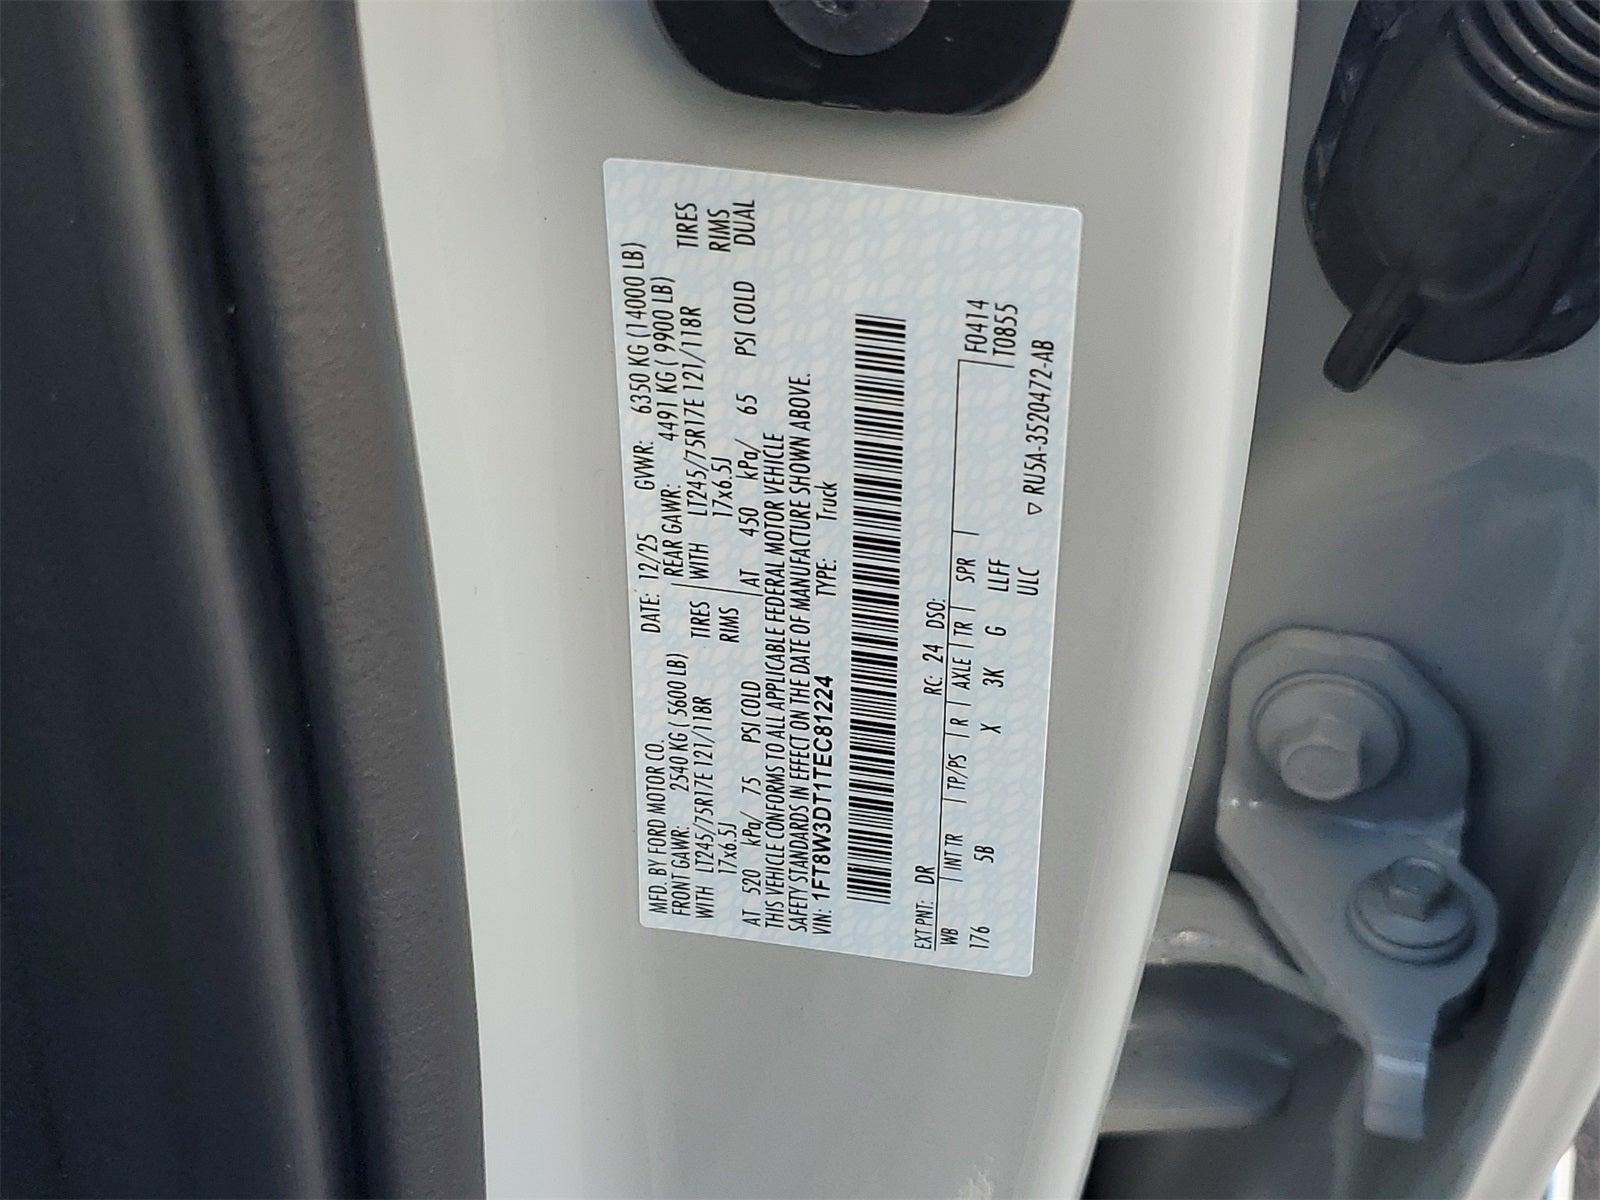 MFD. BY FORD MOTOR CO. DATE: 12/25 GVWR: 6350 KG (14000 LB)
FRONT GAWR: 2540 KG ( 5600 LB) REAR GAWR: 4491 KG ( 9900 LB)
WITH LT245/75R17E 121/118R TIRES WITH LT245/75R17E 121/118R TIRES
17x6.5J RIMS 17x6.5J RIMS
AT 520 kPa/ 75 PSI COLD AT 450 kPa/ 65 PSI COLD DUAL
THIS VEHICLE CONFORMS TO ALL APPLICABLE FEDERAL MOTOR VEHICLE
SAFETY STANDARDS IN EFFECT ON THE DATE OF MANUFACTURE SHOWN ABOVE.
VIN: 1FT8W3DT1TEC81224 TYPE: Truck
EXT PNT: DR RC: 24 DSO:
WB INT TR TP/PS R AXLE TR SPR F0414
176 5B X 3K G LLFF T0855
ULC ▽ RU5A-3520472-AB